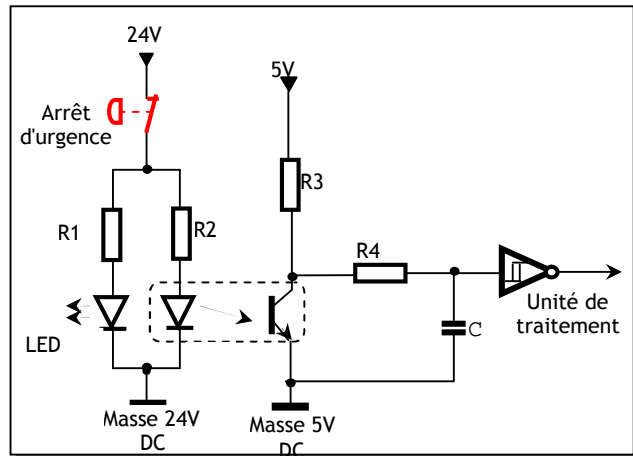 24V
5V
Arrêt
d'urgence
R3
R1
R2
R4
Unité de
traitement
LED
C
Masse 24V
DC
Masse 5V
DC